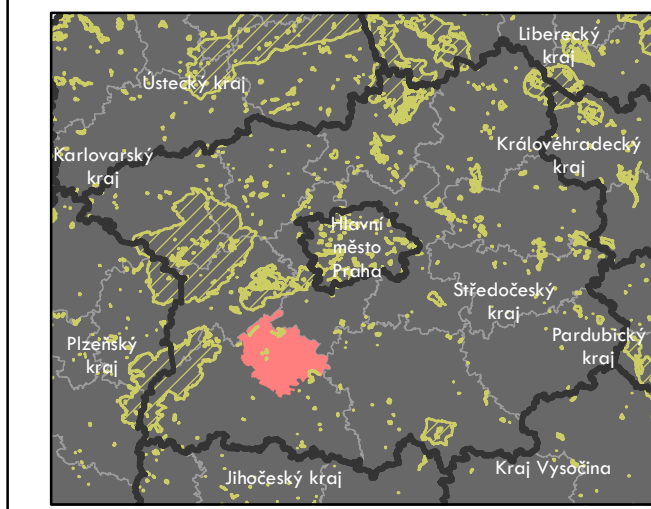 Liberecký
kraj
Ústecký kraj
Karlovarský
kraj
Královéhradecký
kraj
Hlavní
město
Praha
Středočeský
kraj
Plzeňský
kraj
Pardubický
kraj
Jihočeský kraj
Kraj Vysočina